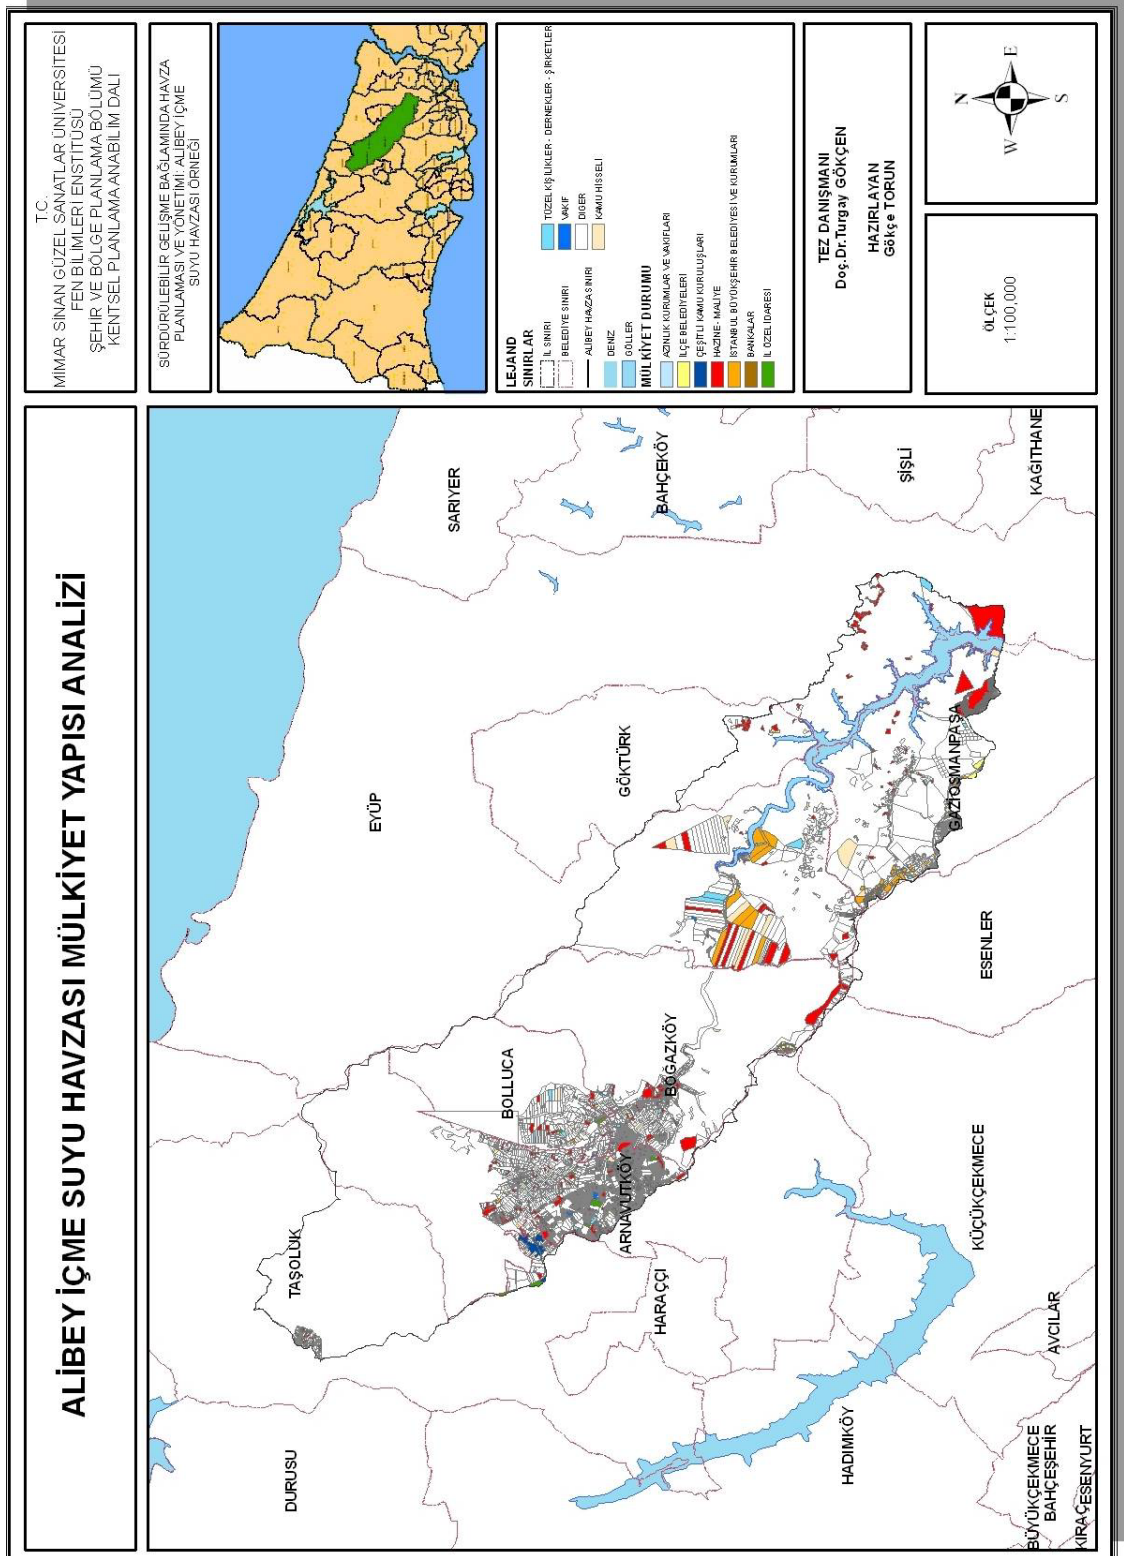 ALİBEY İÇME SUYU HAVZASI MÜLKİYET YAPISI ANALİZİ
T.C.
MİMAR SİNAN GÜZEL SANATLAR ÜNİVERSİTESİ
FEN BİLİMLERİ ENSTİTÜSÜ
ŞEHİR VE BÖLGE PLANLAMA BÖLÜMÜ
KENTSEL PLANLAMA ANABİLİM DALI
SÜRDÜRÜLEBİLİR GELİŞME BAĞLAMINDA HAVZA
PLANLAMASI VE YÖNETİMİ: ALİBEY İÇME
SUYU HAVZASI ÖRNEĞİ
LEJAND
SINIRLAR
İL SINIRI
BELEDİYE SINIRI
ALIBEY HAVZA SINIRI
DENİZ
GÖLLER
MÜLKİYET DURUMU
AZINLIK KURUMLAR VE VAKIFLARI
İLÇE BELEDİYELERİ
ÇEŞİTLİ KAMU KURULUŞLARI
HAZİNE - MALİYE
İSTANBUL BÜYÜKŞEHİR BELEDİYESİ VE KURUMLARI
BANKALAR
İL ÖZEL İDARESİ
TÜZEL KİŞİLİKLER - DERNEKLER - ŞİRKETLER
VAKIF
DIGER
KAMU HİSSELİ
TEZ DANIŞMANI
Doç.Dr.Turgay GÖKÇEN
HAZIRLAYAN
Gökçe TORUN
ÖLÇEK
1:100,000
N
E
S
W
DURUSU
TAŞOLUK
EYÜP
SARIYER
BAHÇEKÖY
GÖKTÜRK
BOLLUCA
BOĞAZKÖY
ARNAVUTKÖY
HARAÇÇI
HADIMKÖY
ŞİŞLİ
KAĞITHANE
GAZİOSMANPAŞA
ESENLER
KÜÇÜKÇEKMECE
AVCILAR
BÜYÜKÇEKMECE
BAHÇEŞEHİR
KIRAÇ
ESENYURT